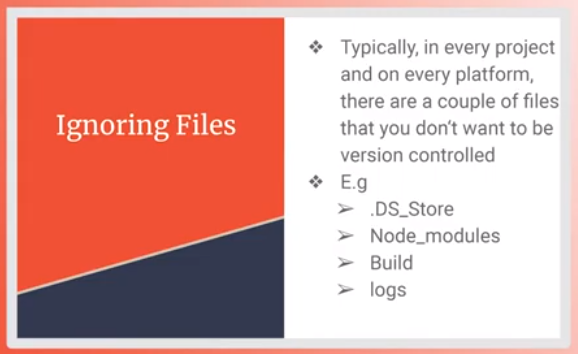 Ignoring Files
❖ Typically, in every project
and on every platform,
there are a couple of files
that you don't want to be
version controlled
❖ E.g
➢ .DS_Store
➢ Node_modules
➢ Build
➢ logs